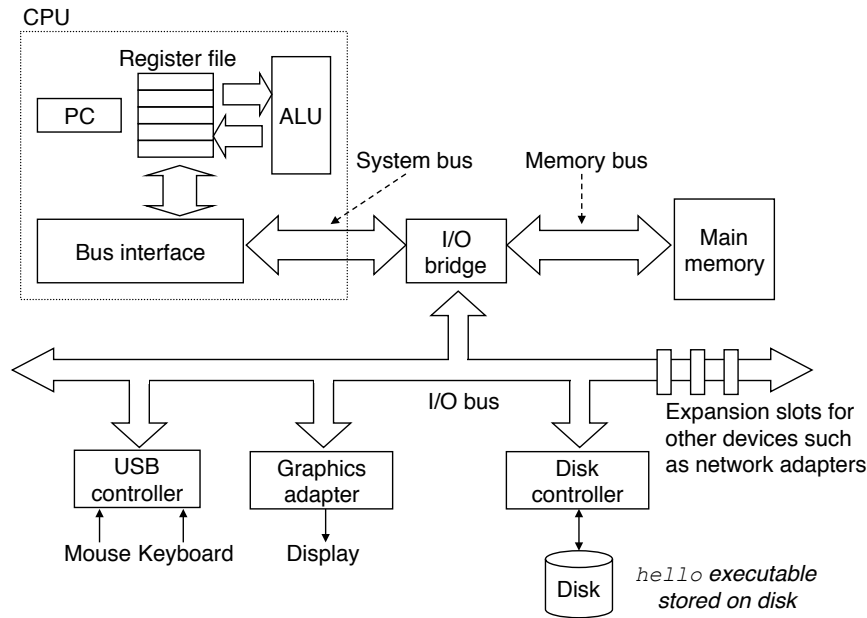 CPU
Register file
PC
ALU
System bus
Memory bus
Bus interface
I/O
bridge
Main
memory
I/O bus
Expansion slots for
other devices such
as network adapters
USB
controller
Graphics
adapter
Disk
controller
Mouse Keyboard
Display
Disk
hello executable
stored on disk